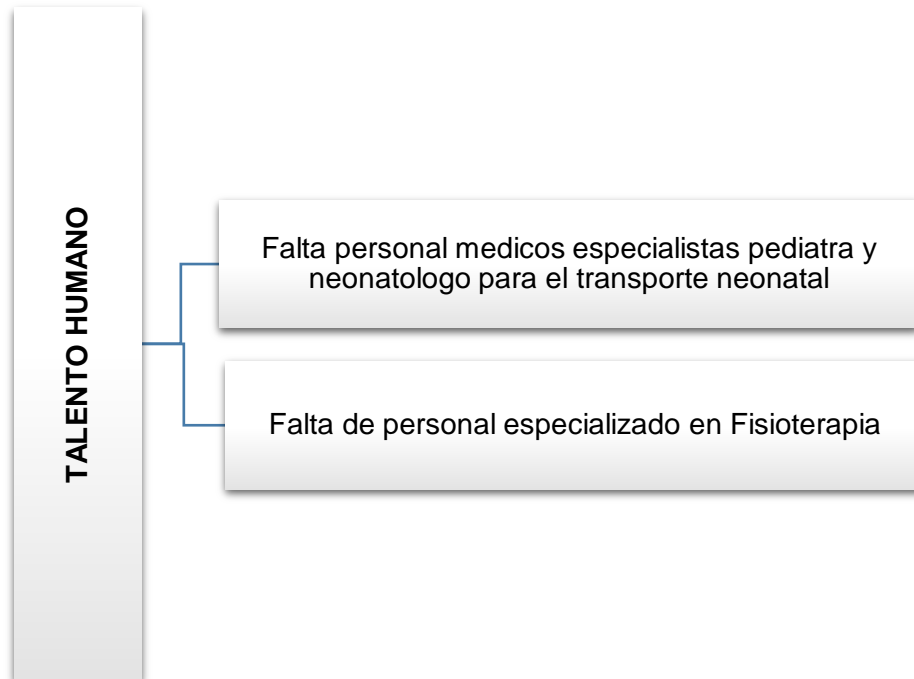 TALENTO HUMANO
Falta personal medicos especialistas pediatra y
neonatologo para el transporte neonatal
Falta de personal especializado en Fisioterapia